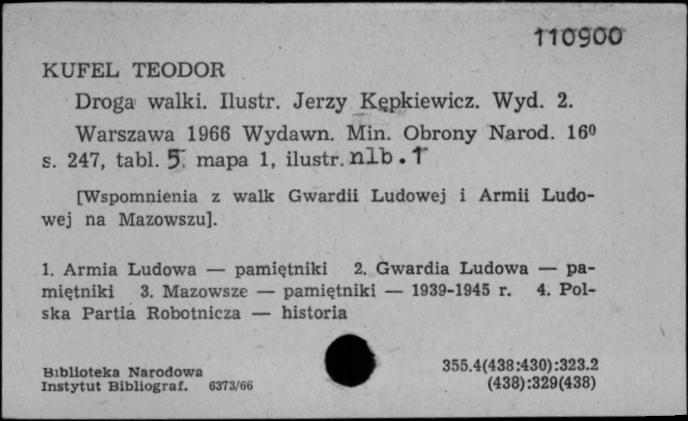 110900
KUFEL TEODOR
Droga walki. Ilustr. Jerzy Kępkiewicz. Wyd. 2.
Warszawa 1966 Wydawn. Min. Obrony Narod. 16⁰
s. 247, tabl. 5, mapa 1, ilustr. nlb. 1
[Wspomnienia z walk Gwardii Ludowej i Armii Ludo-
wej na Mazowszu].
1. Armia Ludowa — pamiętniki 2. Gwardia Ludowa — pa-
miętniki 3. Mazowsze — pamiętniki — 1939-1945 r. 4. Pol-
ska Partia Robotnicza — historia
Biblioteka Narodowa
Instytut Bibliograf. 6373/66
355.4(438:430):323.2
(438):329(438)